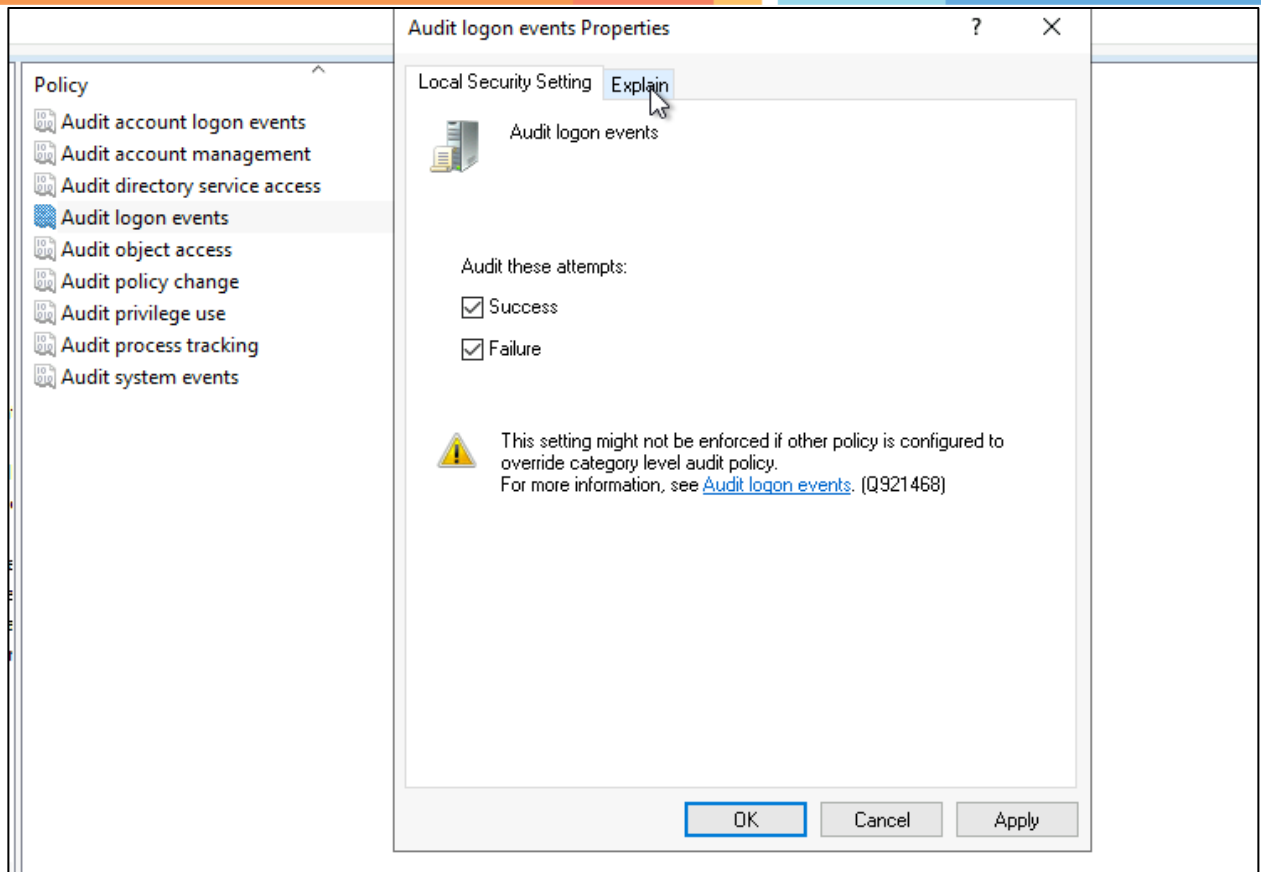 Audit logon events Properties
?
Policy
Audit account logon events
Audit account management
Audit directory service access
Audit logon events
Audit object access
Audit policy change
Audit privilege use
Audit process tracking
Audit system events
Local Security Setting
Explain
Audit logon events
Audit these attempts:
Success
Failure
This setting might not be enforced if other policy is configured to
override category level audit policy.
For more information, see Audit logon events. (Q921468)
OK
Cancel
Apply